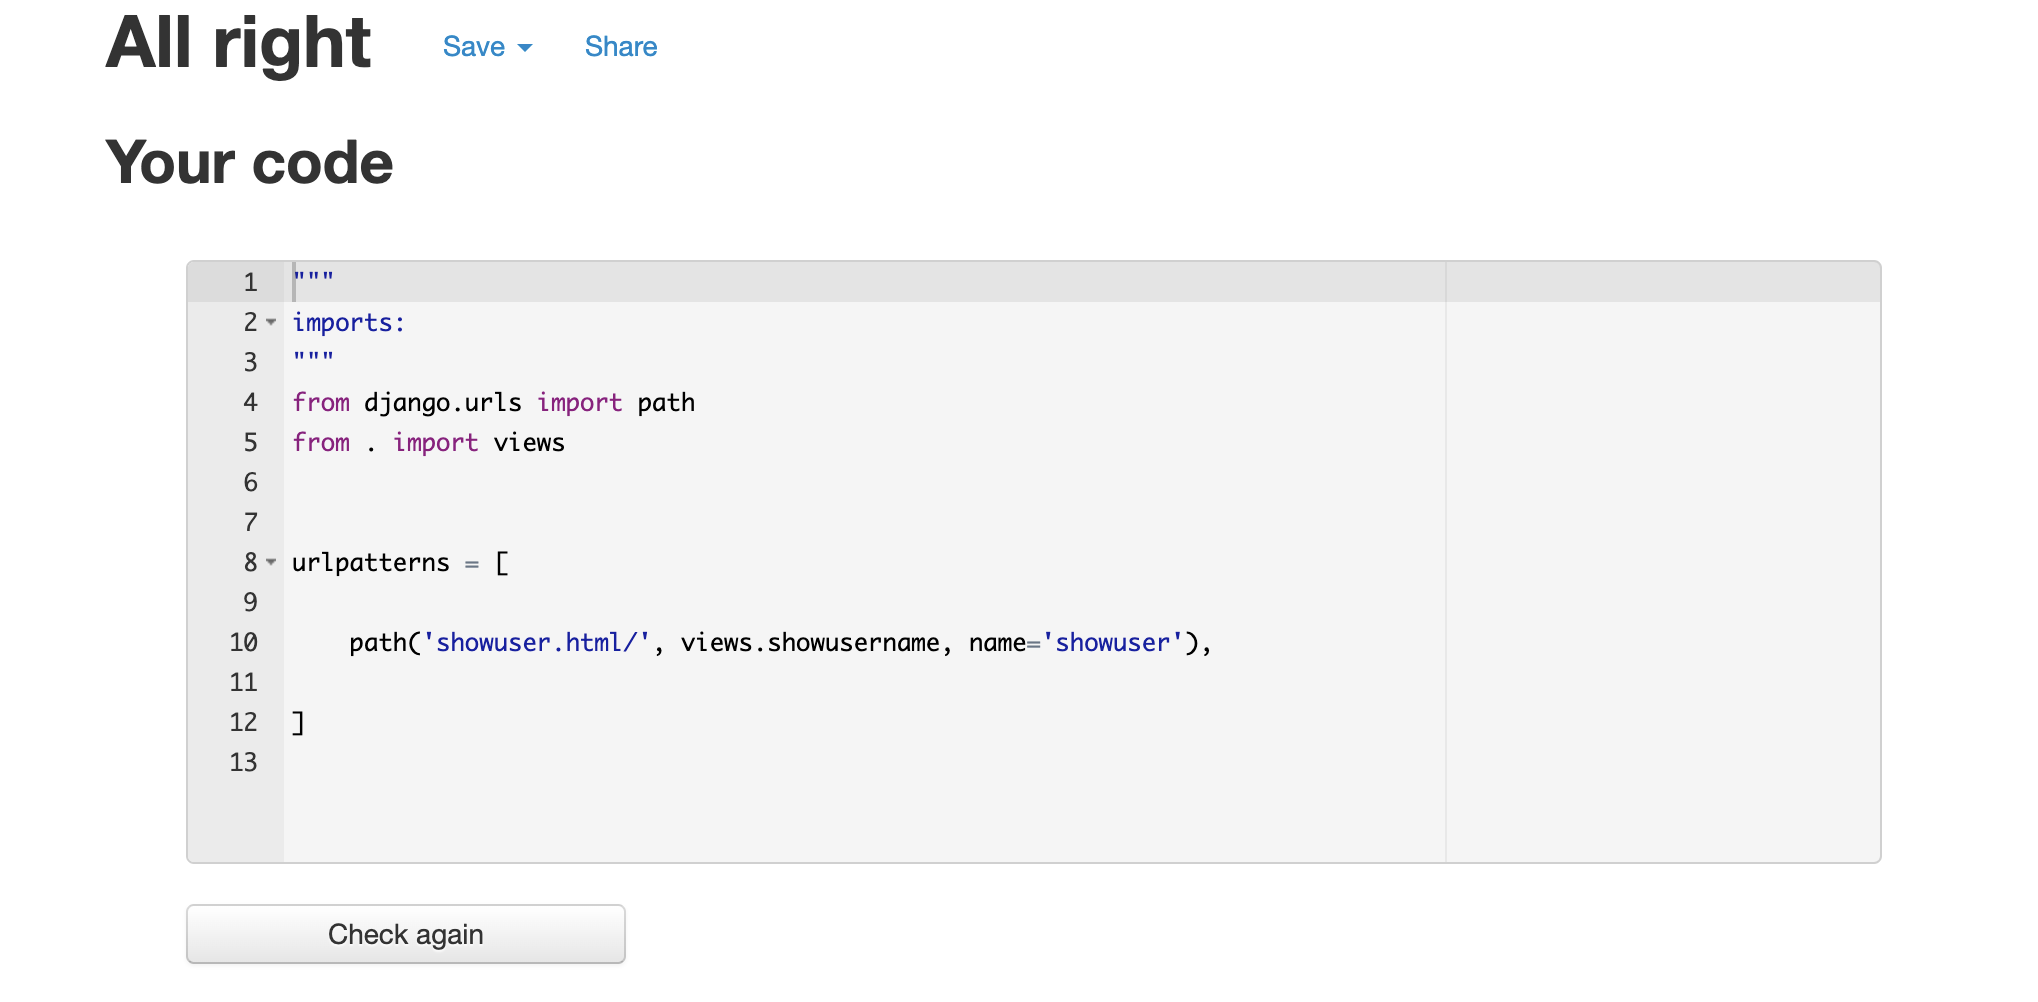 All right Save Share
Your code
1 """
2 imports:
3 """
4 from django.urls import path
5 from . import views
6
7
8 urlpatterns = [
9
10 path('showuser.html/', views.showusername, name='showuser'),
11
12 ]
13
Check again